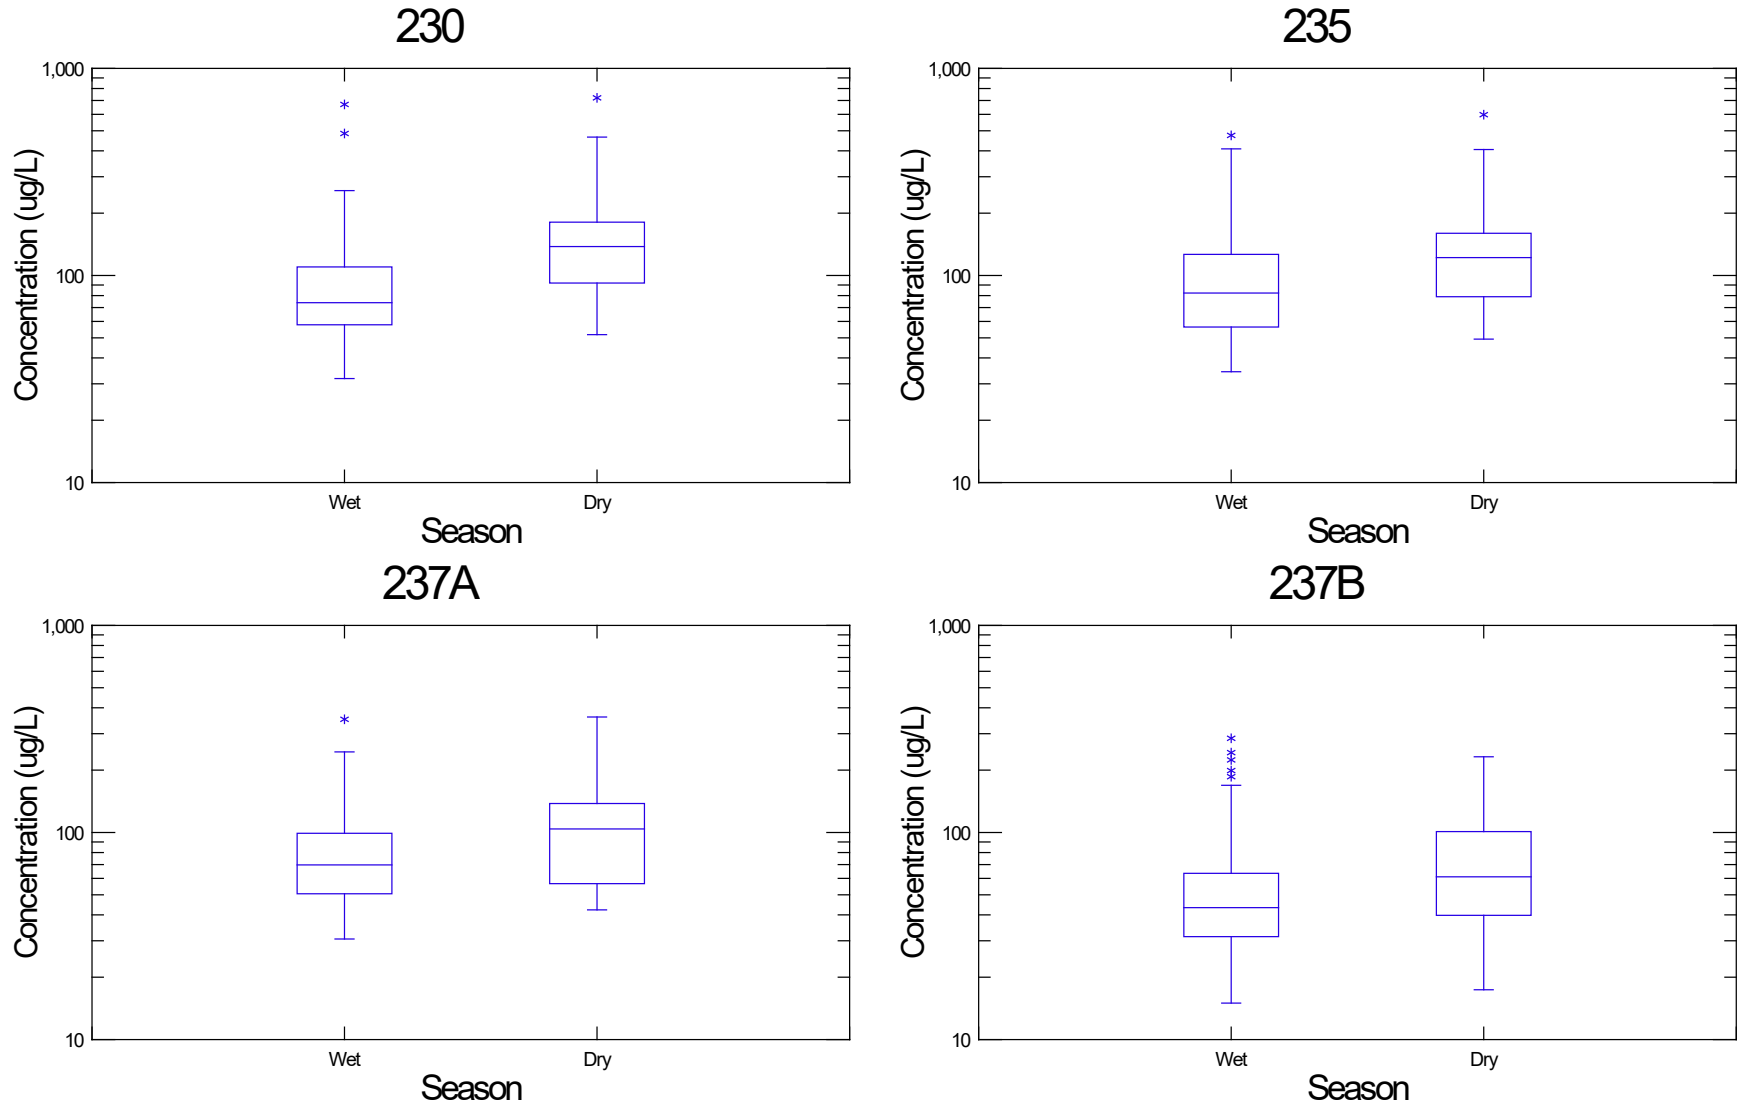 230
1,000
100
10
Concentration (ug/L)
Wet
Dry
Season
235
1,000
100
10
Concentration (ug/L)
Wet
Dry
Season
237A
1,000
100
10
Concentration (ug/L)
Wet
Dry
Season
237B
1,000
100
10
Concentration (ug/L)
Wet
Dry
Season